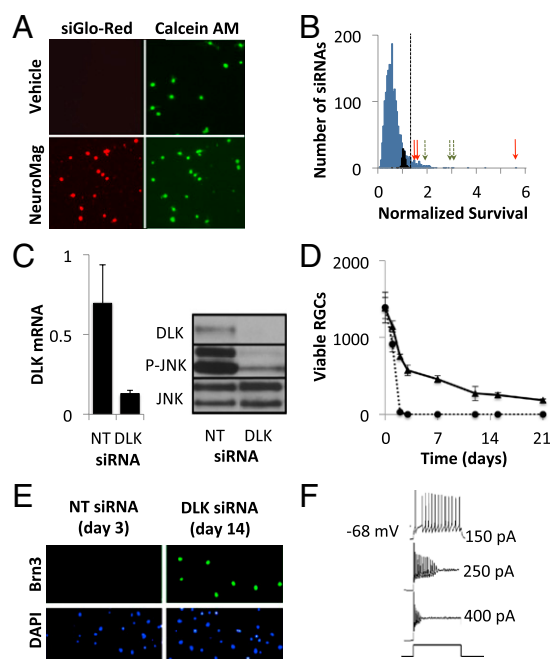 A
siGlo-Red Calcein AM
Vehicle
NeuroMag
B
Number of siRNAs
200
100
0
0 2 4 6
Normalized Survival
C
DLK mRNA
1
0.5
0
NT DLK
siRNA
DLK
P-JNK
JNK
NT DLK
siRNA
D
Viable RGCs
2000
1000
0
0 7 14 21
Time (days)
E
NT siRNA DLK siRNA
(day 3) (day 14)
Brn3
DAPI
F
-68 mV
150 pA
250 pA
400 pA